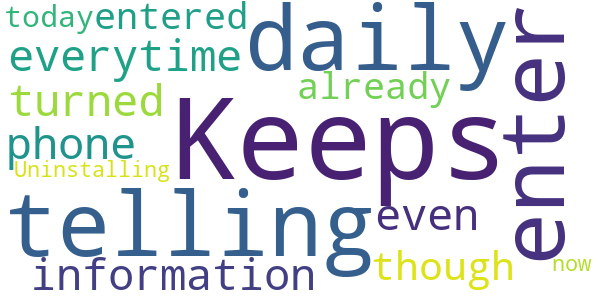 today entered daily
everytime
already
turned
Keeps
enter
phone
Uninstalling
telling
even
though
now
information